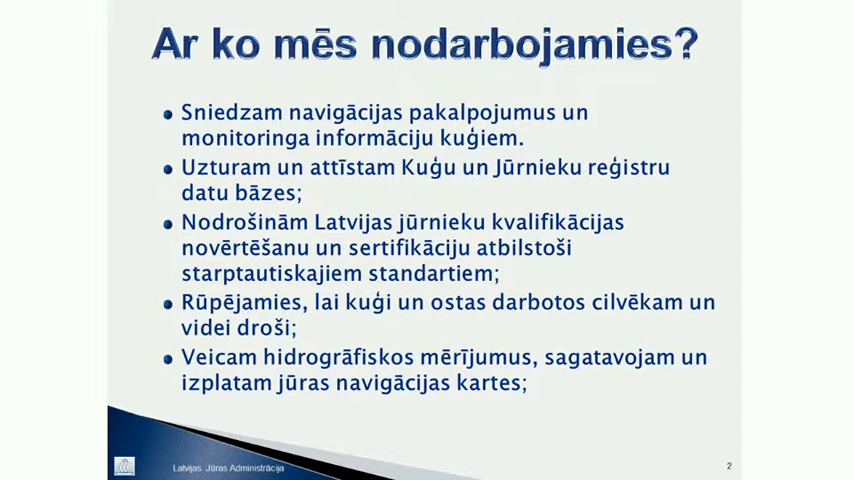 Ar ko mēs nodarbojamies?
Sniedzam navigācijas pakalpojumus un
monitoringa informāciju kuģiem.
Uzturam un attīstam Kuģu un Jūrnieku reģistru
datu bāzes;
Nodrošinām Latvijas jūrnieku kvalifikācijas
novērtēšanu un sertifikāciju atbilstoši
starptautiskajiem standartiem;
Rūpējamies, lai kuģi un ostas darbotos cilvēkam un
videi droši;
Veicam hidrogrāfiskos mērījumus, sagatavojam un
izplatam jūras navigācijas kartes;
Latvijas Jūras Administrācija
2